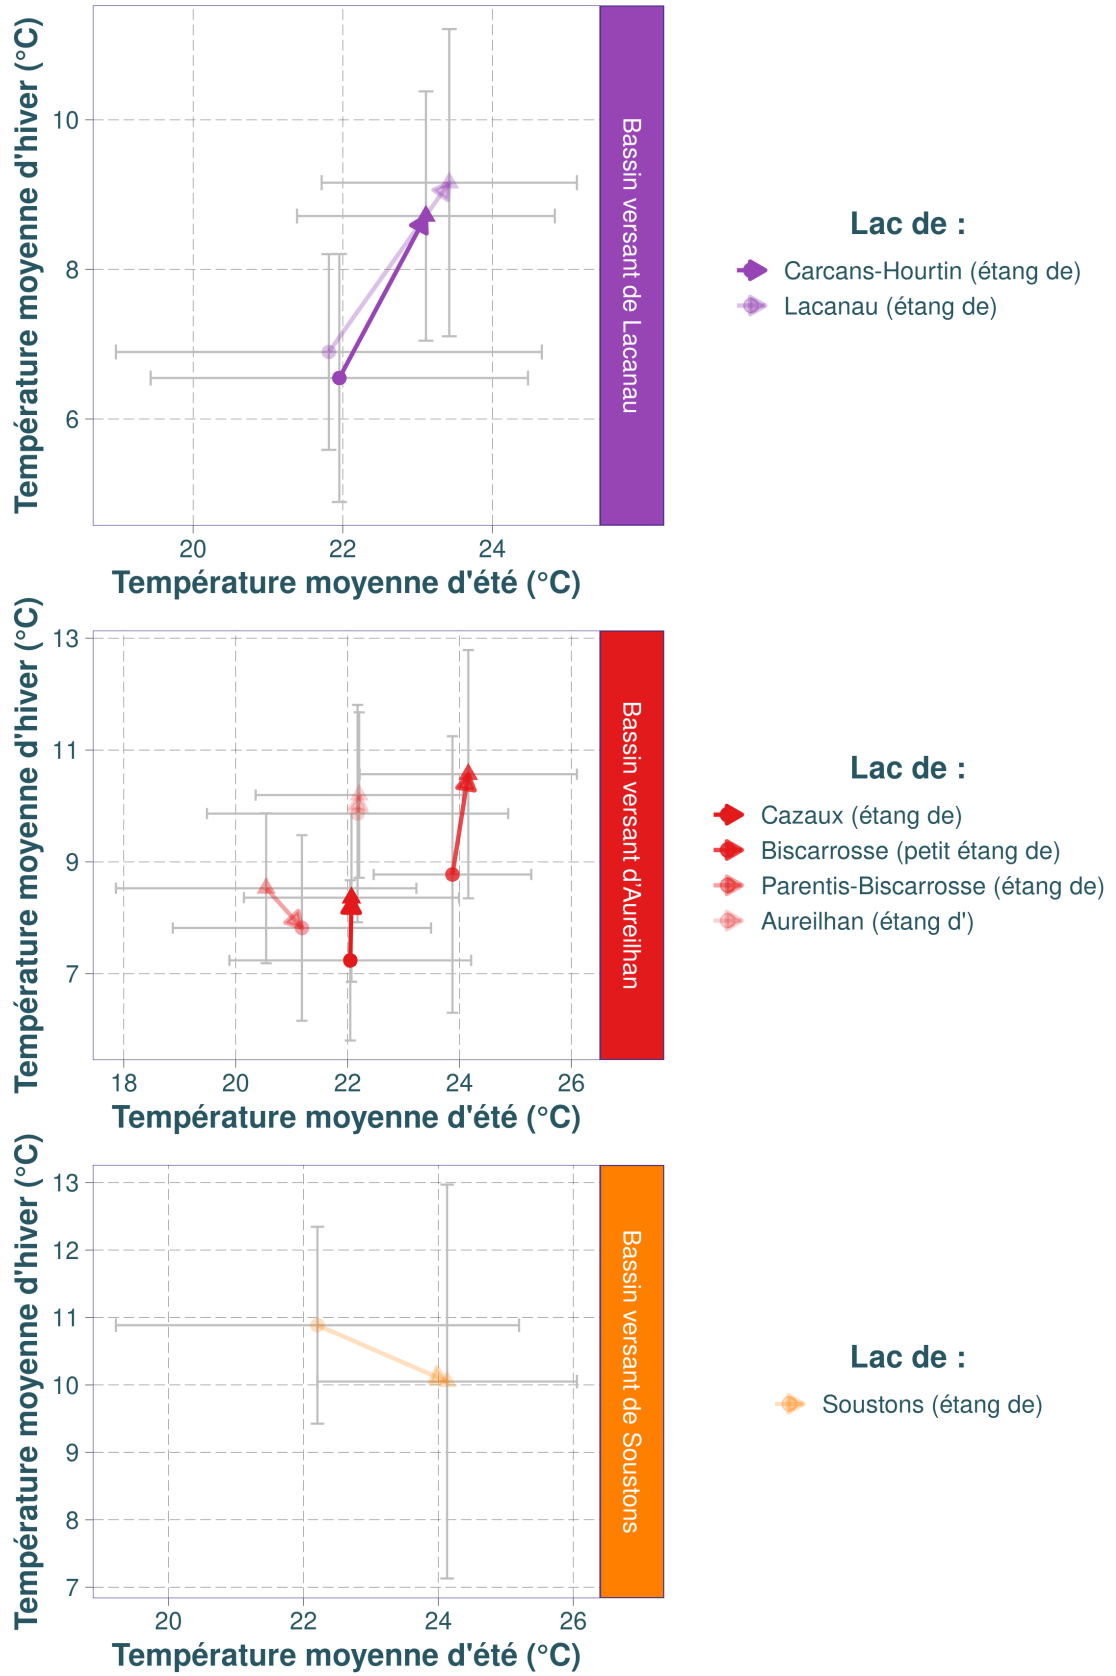 Température moyenne d'hiver (°C)
10
8
6
20 22 24
Température moyenne d'été (°C)
Bassin versant de Lacanau
Lac de :
Carcans-Hourtin (étang de)
Lacanau (étang de)
Température moyenne d'hiver (°C)
13
11
9
7
18 20 22 24 26
Température moyenne d'été (°C)
Bassin versant d'Aureilhan
Lac de :
Cazaux (étang de)
Biscarrosse (petit étang de)
Parentis-Biscarrosse (étang de)
Aureilhan (étang d')
Température moyenne d'hiver (°C)
13
12
11
10
9
8
7
20 22 24 26
Température moyenne d'été (°C)
Bassin versant de Soustons
Lac de :
Soustons (étang de)